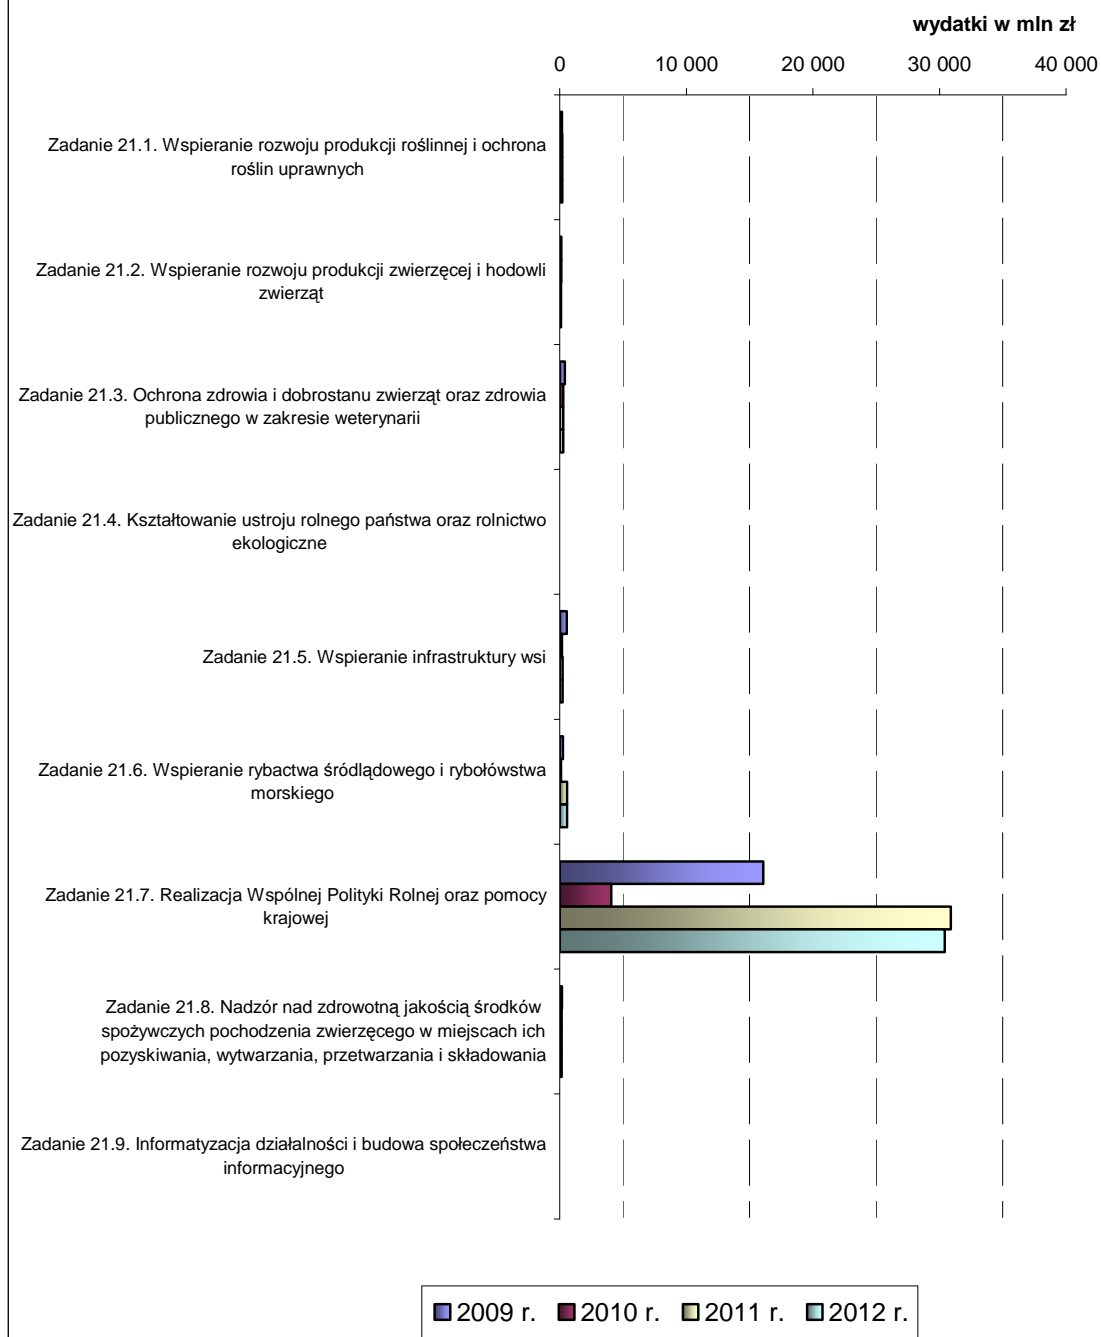 wydatki w mln zł
0 10 000 20 000 30 000 40 000
Zadanie 21.1. Wspieranie rozwoju produkcji roślinnej i ochrona
roślin uprawnych
Zadanie 21.2. Wspieranie rozwoju produkcji zwierzęcej i hodowli
zwierząt
Zadanie 21.3. Ochrona zdrowia i dobrostanu zwierząt oraz zdrowia
publicznego w zakresie weterynarii
Zadanie 21.4. Kształtowanie ustroju rolnego państwa oraz rolnictwo
ekologiczne
Zadanie 21.5. Wspieranie infrastruktury wsi
Zadanie 21.6. Wspieranie rybactwa śródlądowego i rybołówstwa
morskiego
Zadanie 21.7. Realizacja Wspólnej Polityki Rolnej oraz pomocy
krajowej
Zadanie 21.8. Nadzór nad zdrowotną jakością środków
spożywczych pochodzenia zwierzęcego w miejscach ich
pozyskiwania, wytwarzania, przetwarzania i składowania
Zadanie 21.9. Informatyzacja działalności i budowa społeczeństwa
informacyjnego
2009 r. 2010 r. 2011 r. 2012 r.